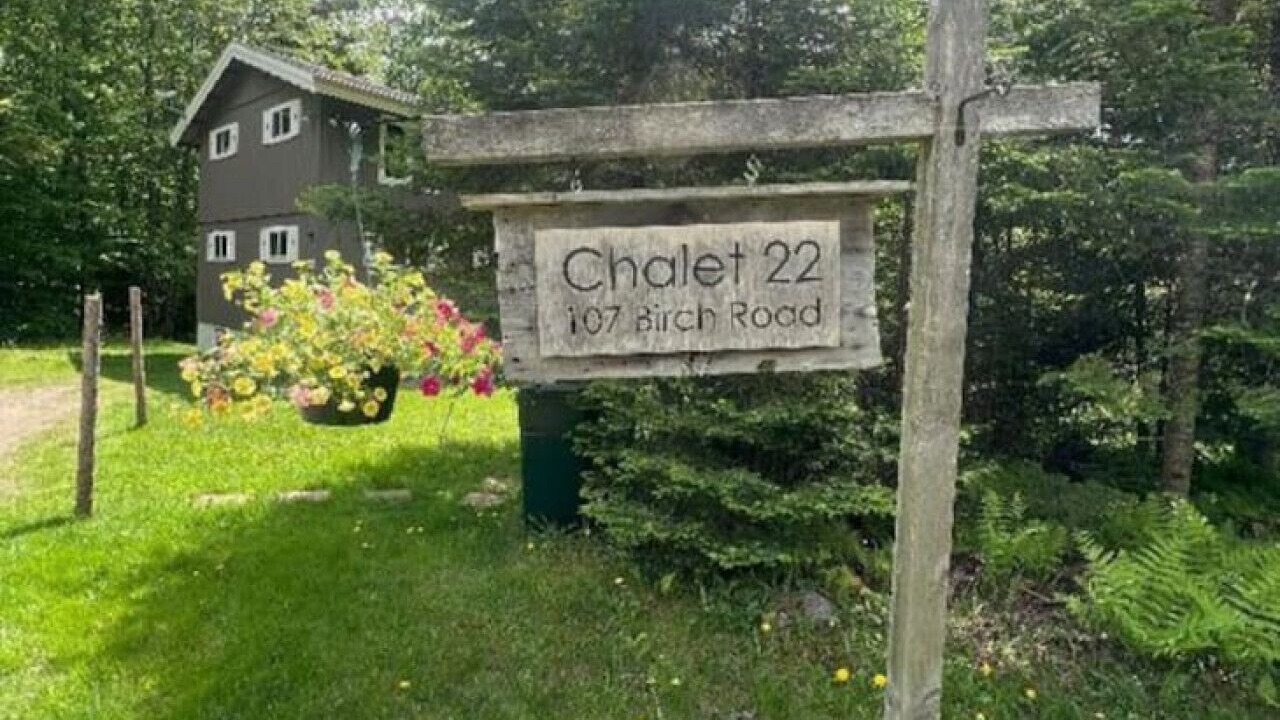 Chalet 22
107 Birch Road